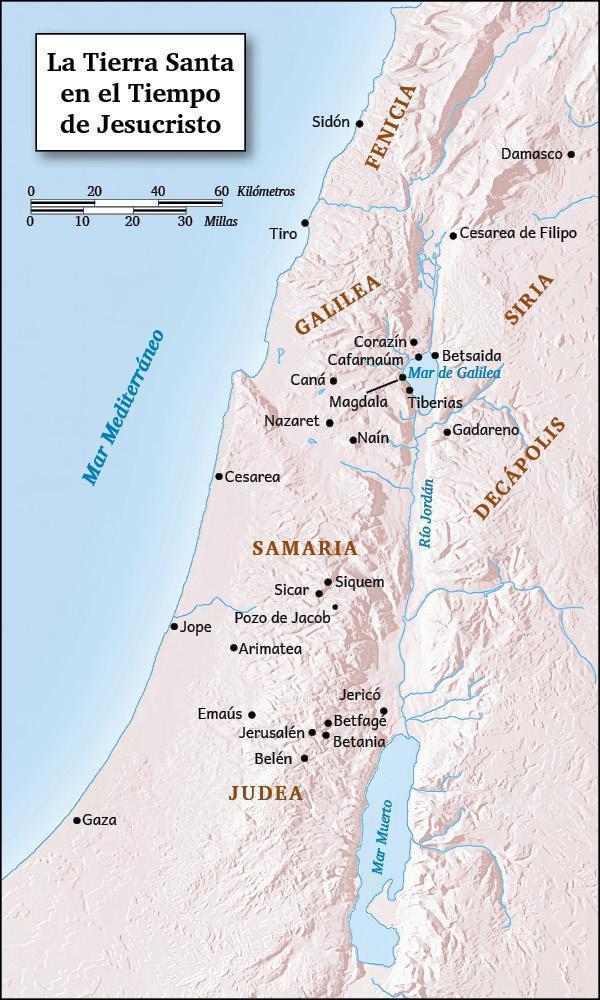 La Tierra Santa
en el Tiempo
de Jesucristo
0 20 40 60 Kilómetros
0 10 20 30 Millas
Sidón
FENICIA
Damasco
Tiro
Cesarea de Filipo
GALILEA
SIRIA
Corazín
Cafarnaúm
Betsaida
Mar de Galilea
Caná
Magdala
Tiberias
Mar Mediterráneo
Nazaret
Naín
Gadareno
DECÁPOLIS
Cesarea
Río Jordán
SAMARIA
Siquem
Sicar
Pozo de Jacob
Jope
Arimatea
Jericó
Emaús
Betfagé
Jerusalén
Betania
Belén
JUDEA
Gaza
Mar Muerto